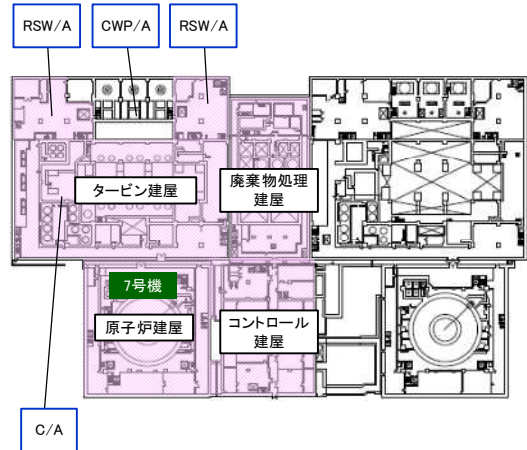 RSW/A
CWP/A
RSW/A
タービン建屋
廃棄物処理
建屋
7号機
原子炉建屋
コントロール
建屋
C/A